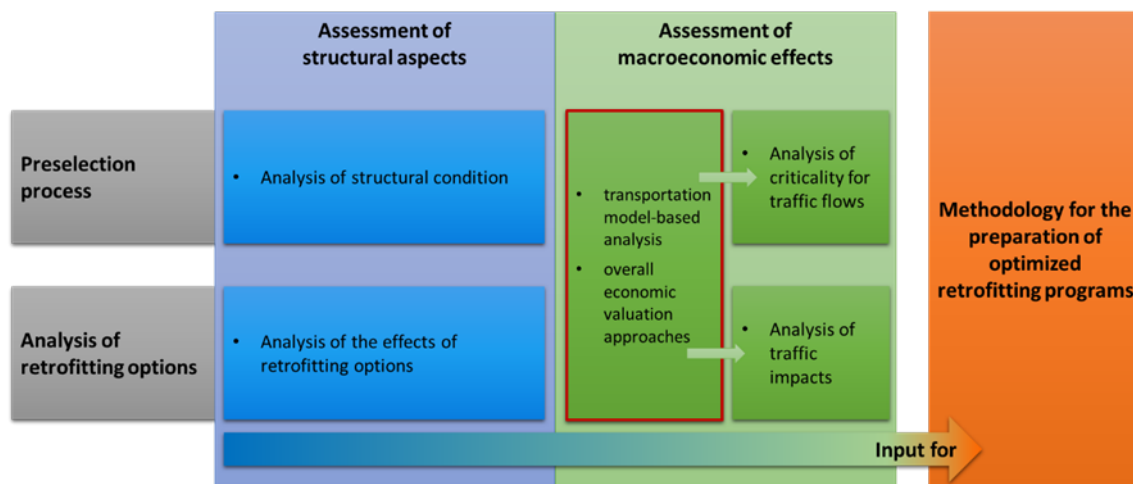 Assessment of
structural aspects
Assessment of
macroeconomic effects
Preselection
process
• Analysis of structural condition
• transportation
model-based
analysis
• overall
economic
valuation
approaches
• Analysis of
criticality for
traffic flows
Analysis of
retrofitting options
• Analysis of the effects of
retrofitting options
• Analysis of
traffic
impacts
Methodology for the
preparation of
optimized
retrofitting programs
Input for